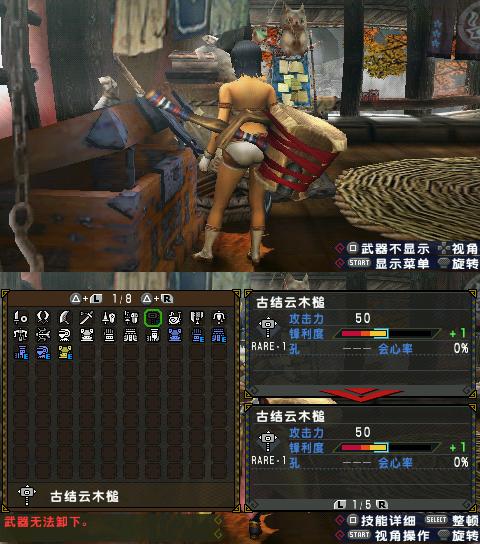 □武器不显示 视角
START 显示菜单 旋转
△+L 1/8 △+R
古结云木槌
攻击力 50
锋利度 +1
RARE-1 孔 --- 会心率 0%
古结云木槌
攻击力 50
锋利度 +1
RARE-1 孔 --- 会心率 0%
古结云木槌
L 1/5 R
武器无法卸下。
□技能详细 SELECT 整顿
START 视角操作 旋转